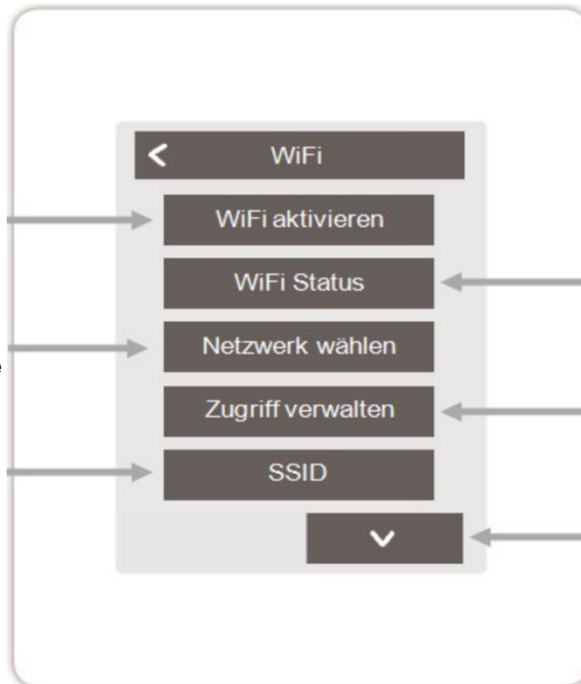 WiFi
WiFi aktivieren
WiFi Status
Netzwerk wählen
Zugriff verwalten
SSID